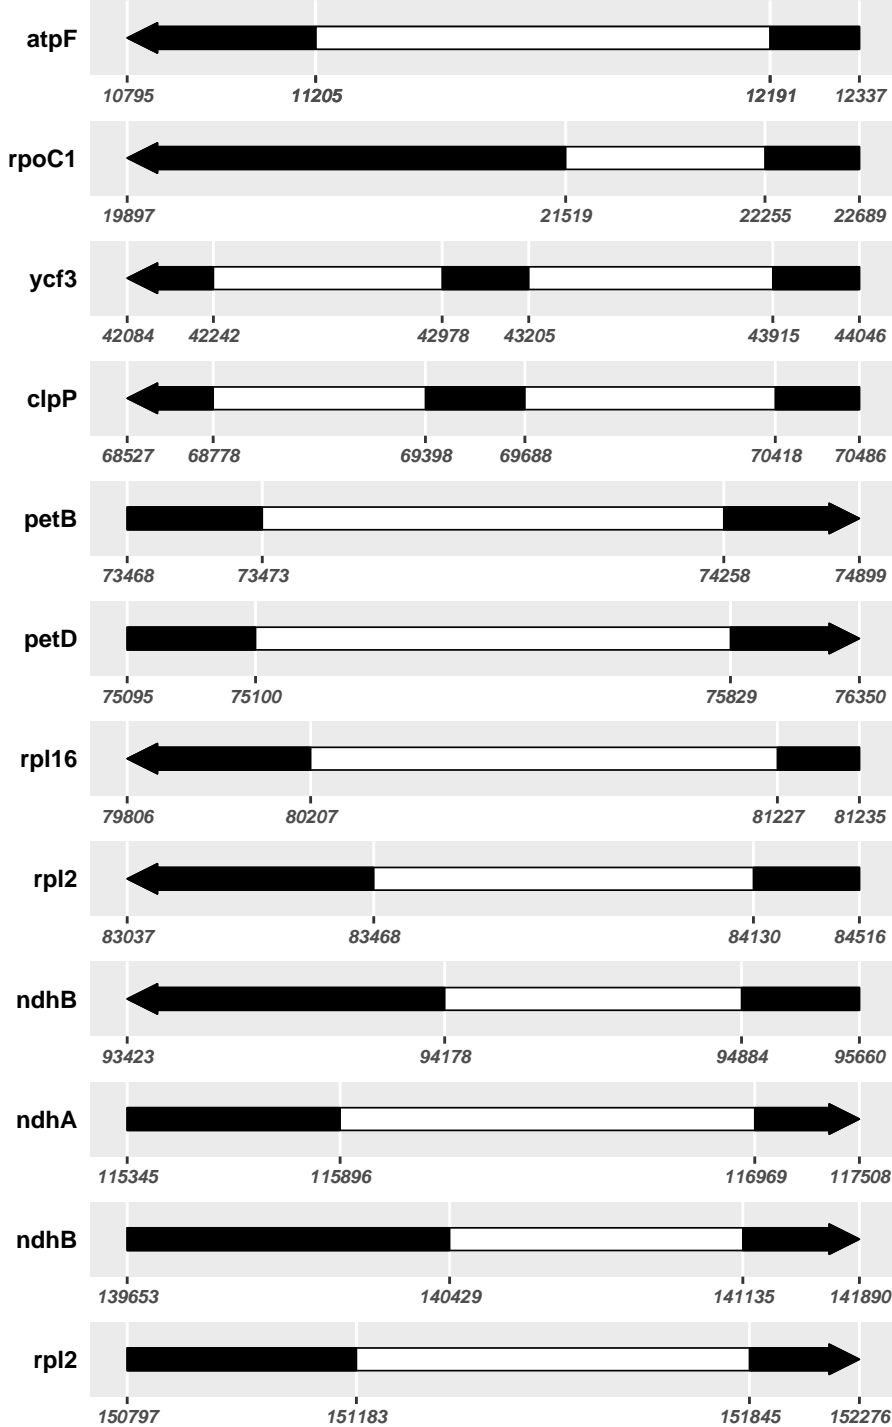 atpF
10795 11205 12191 12337
rpoC1
19897 21519 22255 22689
ycf3
42084 42242 42978 43205 43915 44046
clpP
68527 68778 69398 69688 70418 70486
petB
73468 73473 74258 74899
petD
75095 75100 75829 76350
rpl16
79806 80207 81227 81235
rpl2
83037 83468 84130 84516
ndhB
93423 94178 94884 95660
ndhA
115345 115896 116969 117508
ndhB
139653 140429 141135 141890
rpl2
150797 151183 151845 152276